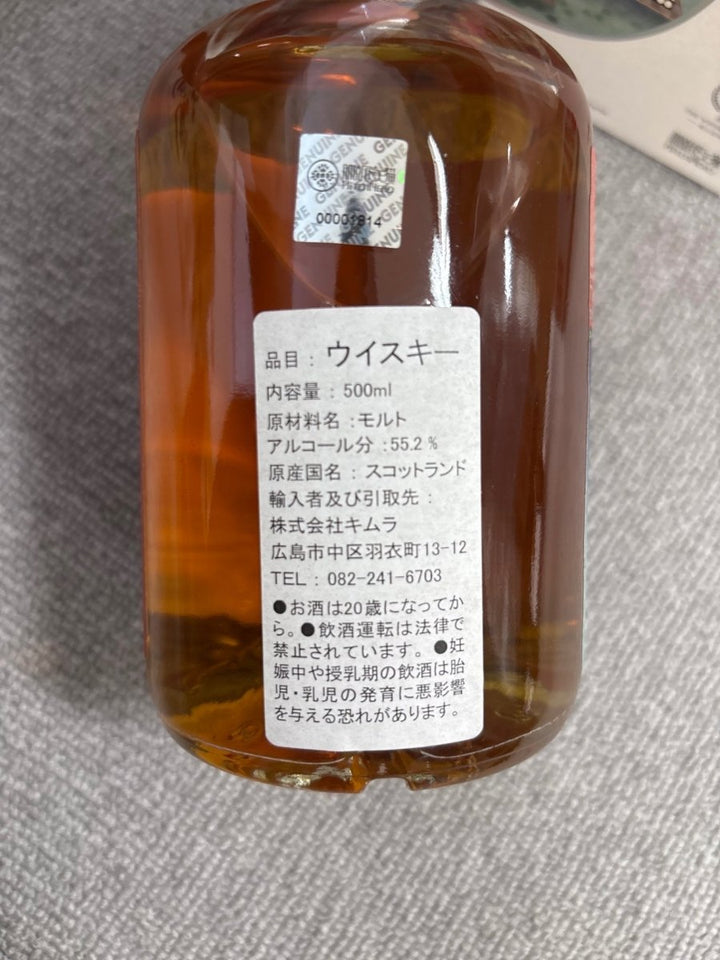 GENUINE
00001814
品目：ウイスキー
内容量：500ml
原材料名：モルト
アルコール分：55.2％
原産国名：スコットランド
輸入者及び引取先：
株式会社キムラ
広島市中区羽衣町13-12
TEL：082-241-6703
●お酒は20歳になってか
ら。●飲酒運転は法律で
禁止されています。●妊
娠中や授乳期の飲酒は胎
児・乳児の発育に悪影響
を与える恐れがあります。